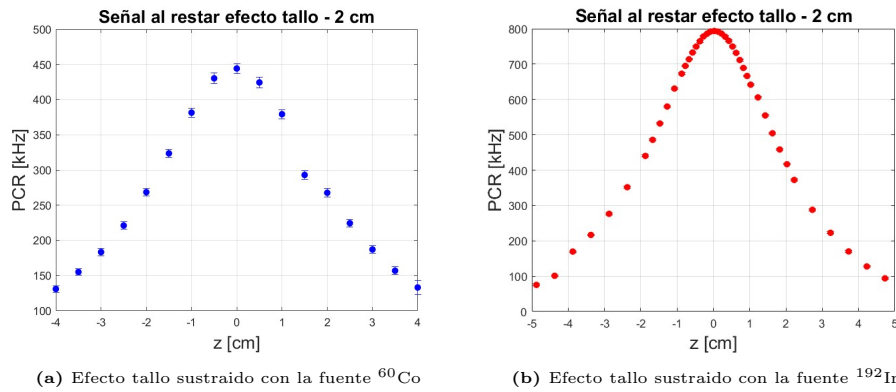 Señal al restar efecto tallo - 2 cm
500
450
400
350
300
250
200
150
100
PCR [kHz]
-4 -3 -2 -1 0 1 2 3 4
z [cm]
(a) Efecto tallo sustraido con la fuente ⁶⁰Co
Señal al restar efecto tallo - 2 cm
800
700
600
500
400
300
200
100
0
PCR [kHz]
-5 -4 -3 -2 -1 0 1 2 3 4 5
z [cm]
(b) Efecto tallo sustraido con la fuente ¹⁹²Ir